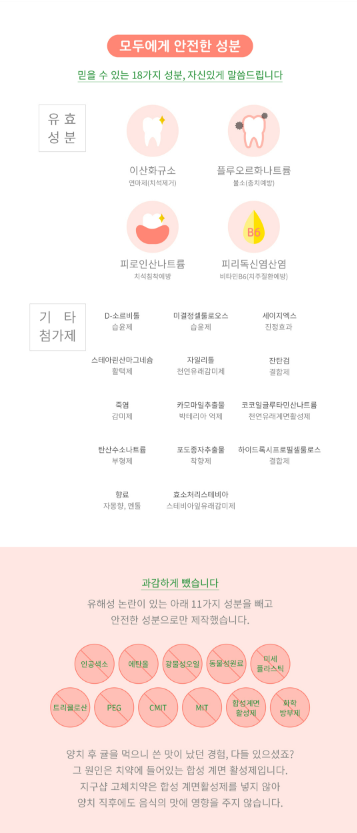 모두에게 안전한 성분
믿을 수 있는 18가지 성분, 자신있게 말씀드립니다
유 효
성 분
이산화규소
연마제(치석제거)
플루오르화나트륨
불소(충치예방)
피로인산나트륨
치석침착예방
B6
피리독신염산염
비타민B6(치주질환예방)
기 타
첨가제
D-소르비톨
습윤제
미결정셀룰로오스
습윤제
세이지엑스
진정효과
스테아린산마그네슘
활택제
자일리톨
천연유래감미제
잔탄검
결합제
죽염
감미제
카모마일추출물
박테리아 억제
코코일글루타민산나트륨
천연유래계면활성제
탄산수소나트륨
부형제
포도종자추출물
착향제
하이드록시프로필셀룰로스
결합제
향료
자몽향, 멘톨
효소처리스테비아
스테비아잎유래감미제
과감하게 뺐습니다
유해성 논란이 있는 아래 11가지 성분을 빼고
안전한 성분으로만 제작했습니다.
인공색소
에탄올
광물성오일
동물성원료
미세
플라스틱
트리클로산
PEG
CMIT
MIT
합성계면
활성제
화학
방부제
양치 후 귤을 먹으니 쓴 맛이 났던 경험, 다들 있으셨죠?
그 원인은 치약에 들어있는 합성 계면 활성제입니다.
지구샵 고체치약은 합성 계면활성제를 넣지 않아
양치 직후에도 음식의 맛에 영향을 주지 않습니다.